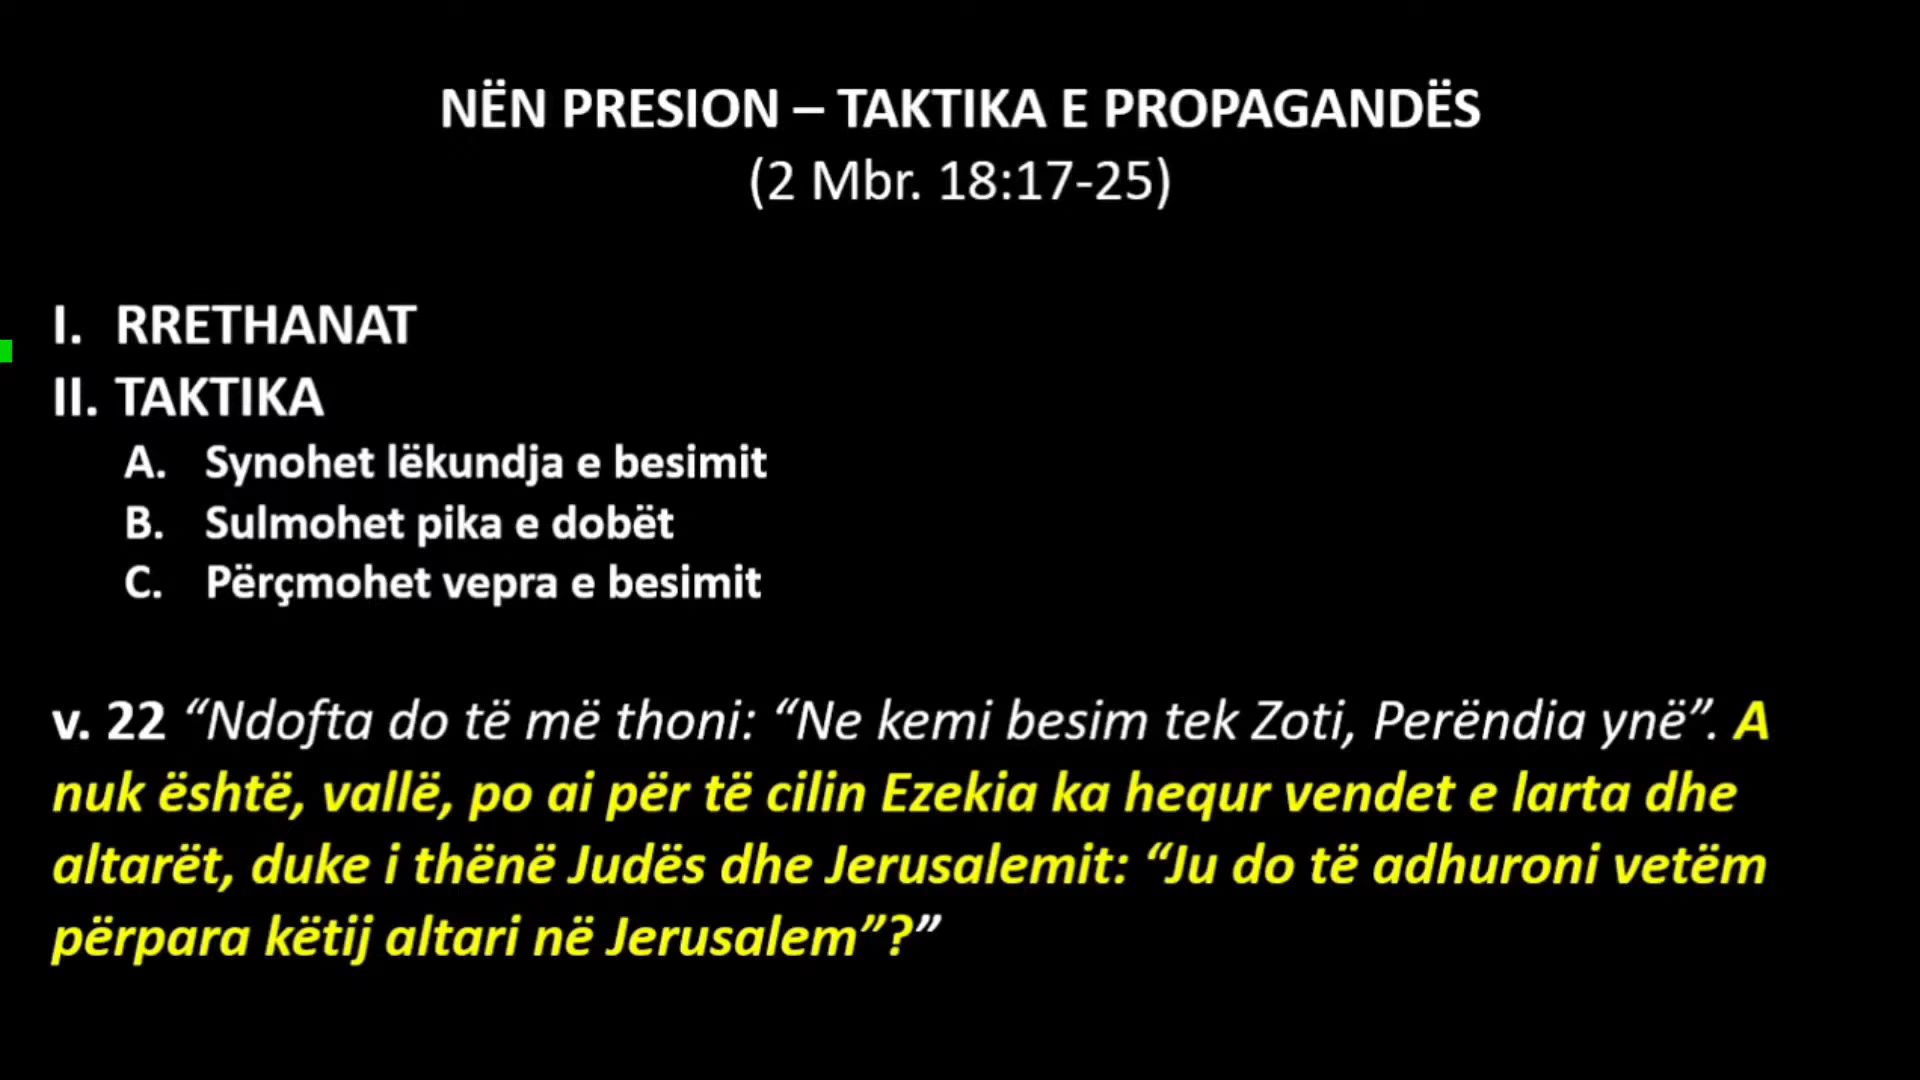 NËN PRESION – TAKTIKA E PROPAGANDËS
(2 Mbr. 18:17-25)
I. RRETHANAT
II. TAKTIKA
A. Synohet lëkundja e besimit
B. Sulmohet pika e dobët
C. Përçmohet vepra e besimit
v. 22 “Ndofta do të më thoni: “Ne kemi besim tek Zoti, Perëndia ynë”. A
nuk është, vallë, po ai për të cilin Ezekia ka hequr vendet e larta dhe
altarët, duke i thënë Judës dhe Jerusalemit: “Ju do të adhuroni vetëm
përpara këtij altari në Jerusalem”?”